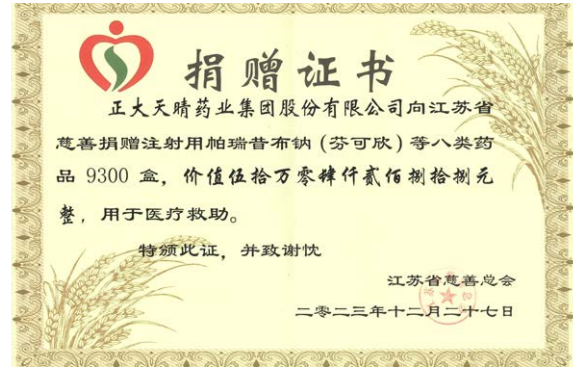 捐赠证书
正大天晴药业集团股份有限公司向江苏省
慈善捐赠注射用帕瑞昔布钠（芬可欣）等八类药
品 9300 盒，价值伍拾万零肆仟贰佰捌拾捌元
整，用于医疗救助。
特颁此证，并致谢忱
江苏省慈善总会
二零二三年十二月二十七日